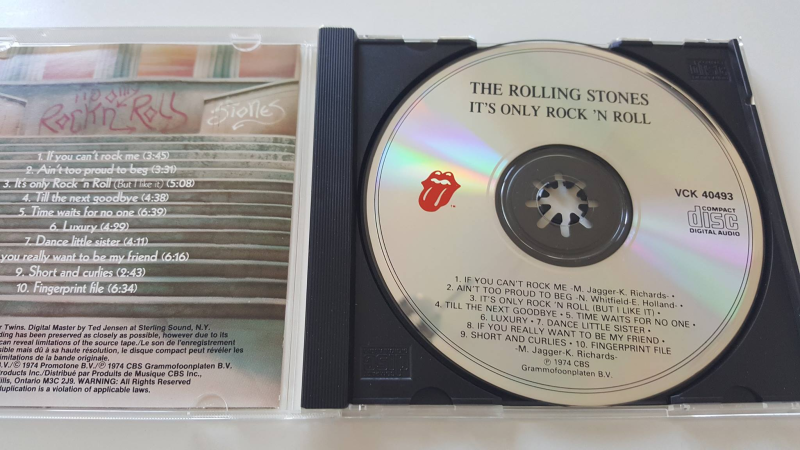 it's only
Rock'n Roll
Stones
1. If you can't rock me (3:45)
2. Ain't too proud to beg (3:31)
3. It's only Rock 'n Roll (But I like it) (5:08)
4. Till the next goodbye (4:38)
5. Time waits for no one (6:39)
6. Luxury (4:29)
7. Dance little sister (4:11)
you really want to be my friend (6:16)
9. Short and curlies (2:43)
10. Fingerprint file (6:34)
Twins. Digital Master by Ted Jensen at Sterling Sound, N.Y.
ding has been preserved as closely as possible, however due to its
can reveal limitations of the source tape./Le son de l'enregistrement
sible mais dû à sa haute résolution, le disque compact peut révéler les
limitations de la bande originale.
B.V./© 1974 Promotone B.V./℗ 1974 CBS Grammofoonplaten B.V.
Products Inc./Distribué par Produits de Musique CBS Inc.,
ills, Ontario M3C 2J9. WARNING: All Rights Reserved
duplication is a violation of applicable laws.
THE ROLLING STONES
IT'S ONLY ROCK 'N ROLL
VCK 40493
COMPACT
disc
DIGITAL AUDIO
1. IF YOU CAN'T ROCK ME -M. Jagger-K. Richards- •
2. AIN'T TOO PROUD TO BEG -N. Whitfield-E. Holland- •
3. IT'S ONLY ROCK 'N ROLL (BUT I LIKE IT) •
4. TILL THE NEXT GOODBYE • 5. TIME WAITS FOR NO ONE •
6. LUXURY • 7. DANCE LITTLE SISTER •
8. IF YOU REALLY WANT TO BE MY FRIEND •
9. SHORT AND CURLIES • 10. FINGERPRINT FILE
-M. Jagger-K. Richards-
℗ 1974 CBS
Grammofoonplaten B.V.